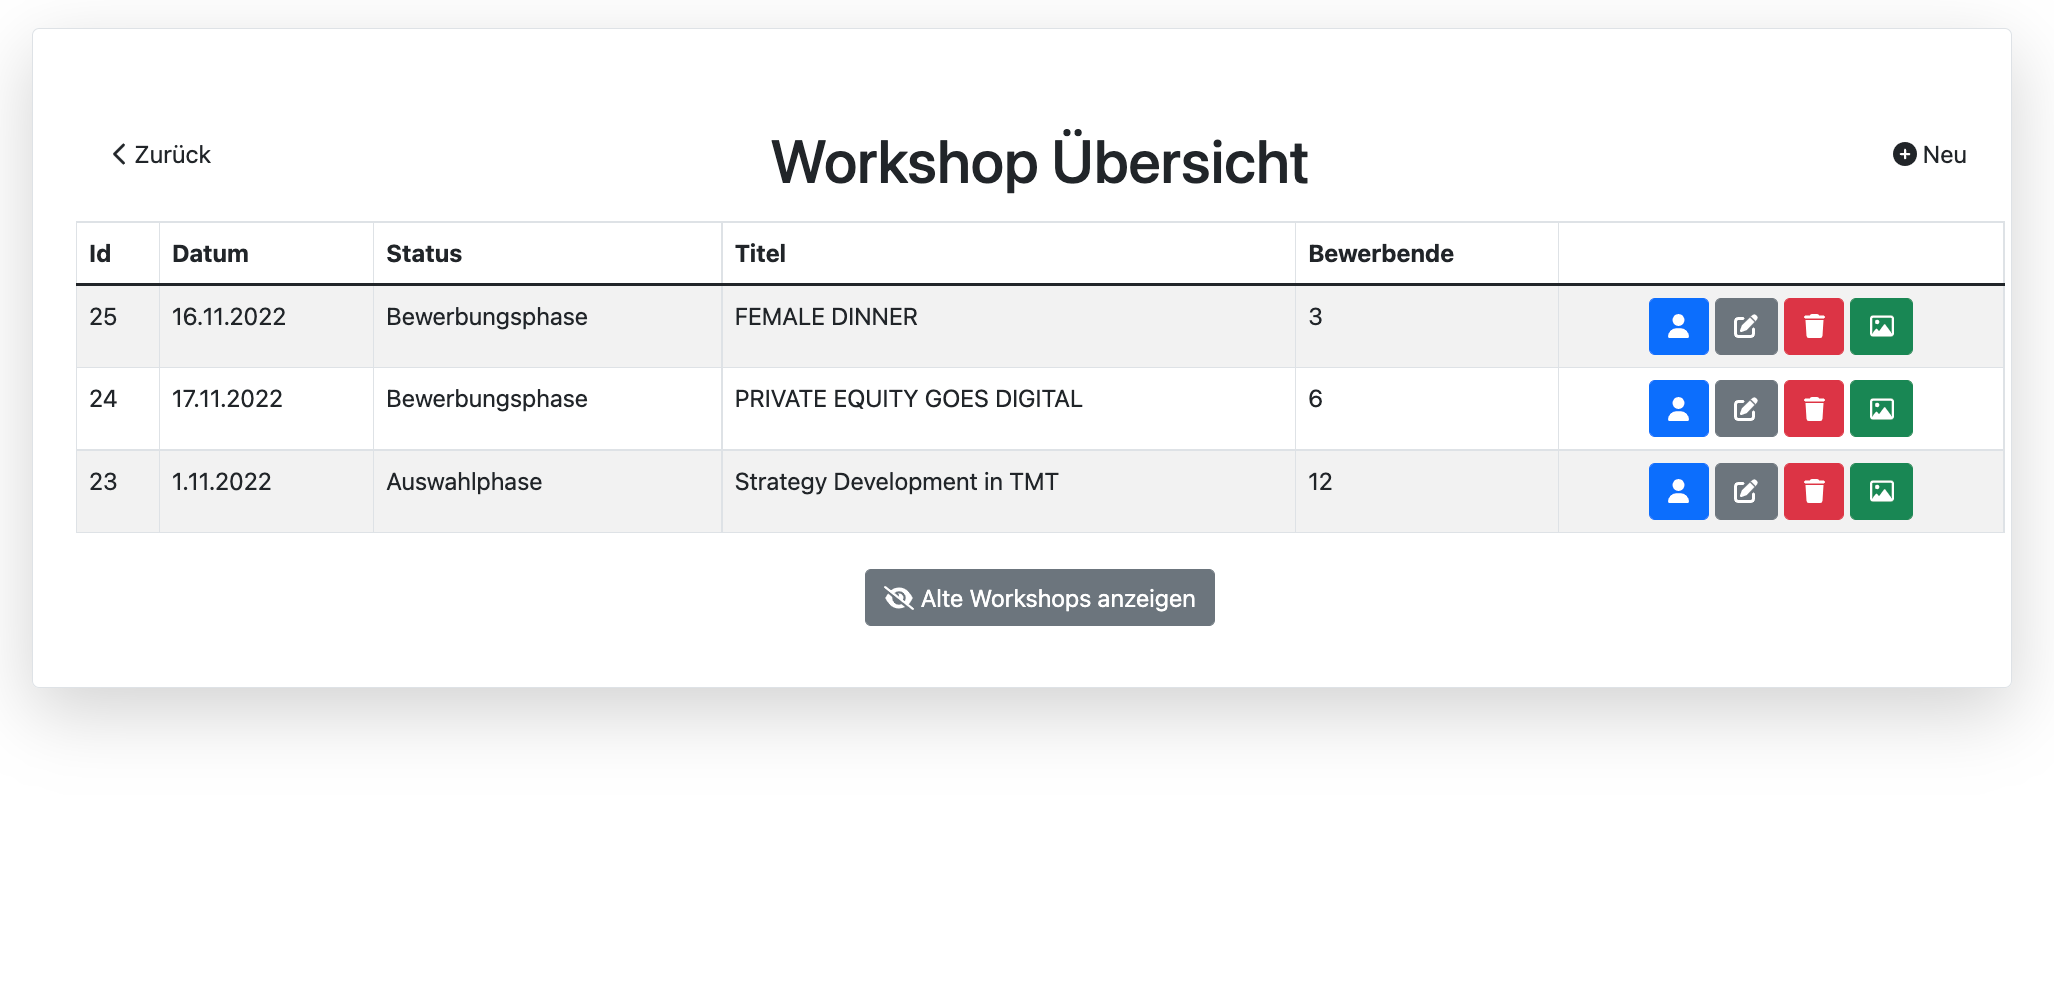 Zurück
Workshop Übersicht
Neu
Id Datum Status Titel Bewerbende
25 16.11.2022 Bewerbungsphase FEMALE DINNER 3
24 17.11.2022 Bewerbungsphase PRIVATE EQUITY GOES DIGITAL 6
23 1.11.2022 Auswahlphase Strategy Development in TMT 12
Alte Workshops anzeigen